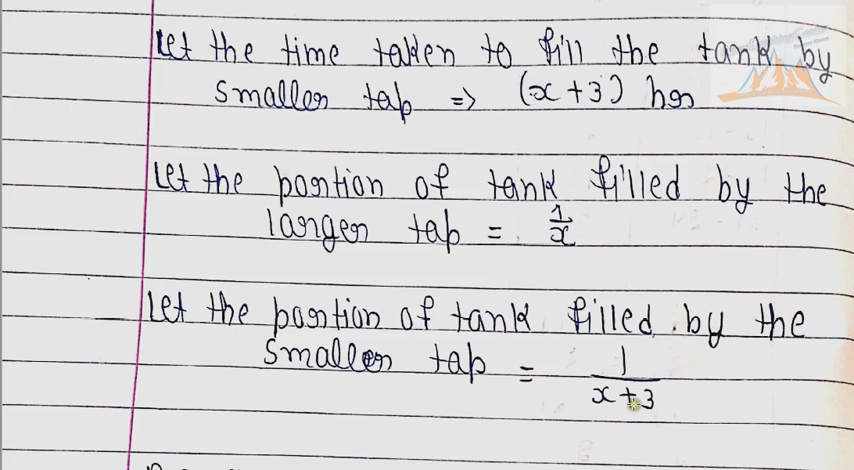 Let the time taken to fill the tank by
smaller tap => (x+3) hrs
Let the portion of tank filled by the
larger tap = 1/x
Let the portion of tank filled by the
smaller tap = 1/(x+3)